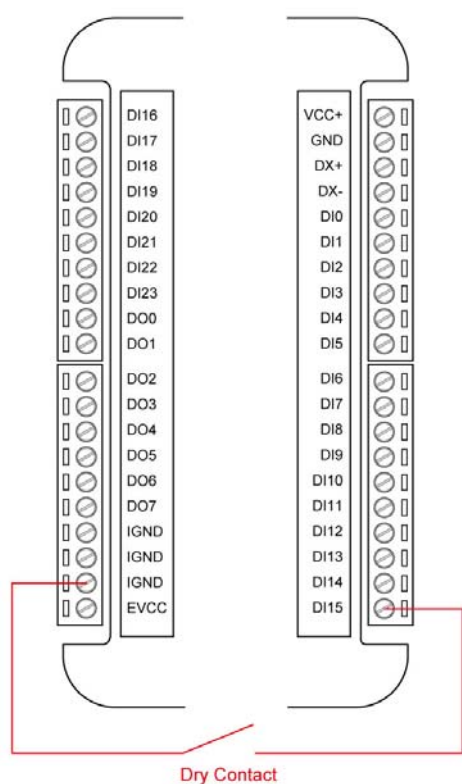 DI16
DI17
DI18
DI19
DI20
DI21
DI22
DI23
DO0
DO1
DO2
DO3
DO4
DO5
DO6
DO7
IGND
IGND
IGND
EVCC
VCC+
GND
DX+
DX-
DI0
DI1
DI2
DI3
DI4
DI5
DI6
DI7
DI8
DI9
DI10
DI11
DI12
DI13
DI14
DI15
Dry Contact